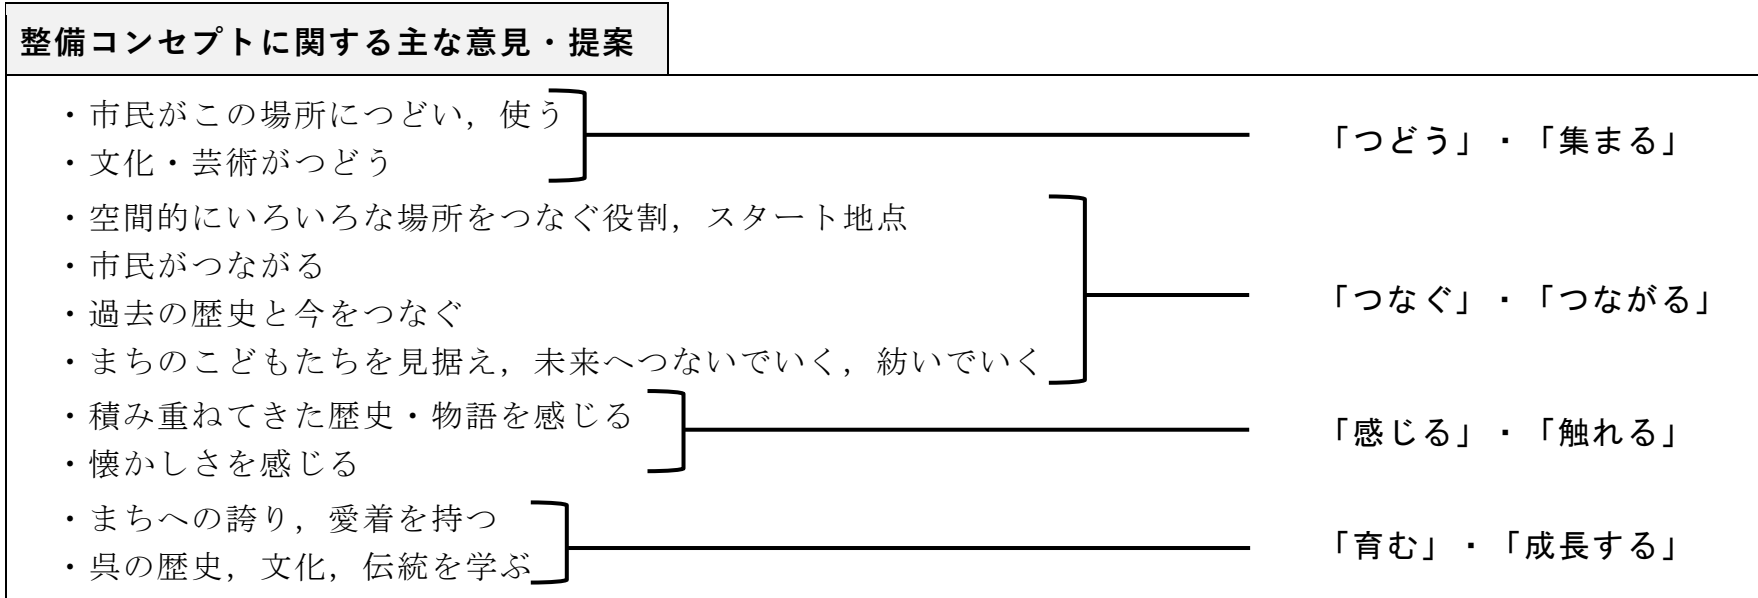 整備コンセプトに関する主な意見・提案
・市民がこの場所につどい，使う
・文化・芸術がつどう
「つどう」・「集まる」
・空間的にいろいろな場所をつなぐ役割，スタート地点
・市民がつながる
・過去の歴史と今をつなぐ
・まちのこどもたちを見据え，未来へつないでいく，紡いでいく
「つなぐ」・「つながる」
・積み重ねてきた歴史・物語を感じる
・懐かしさを感じる
「感じる」・「触れる」
・まちへの誇り，愛着を持つ
・呉の歴史，文化，伝統を学ぶ
「育む」・「成長する」